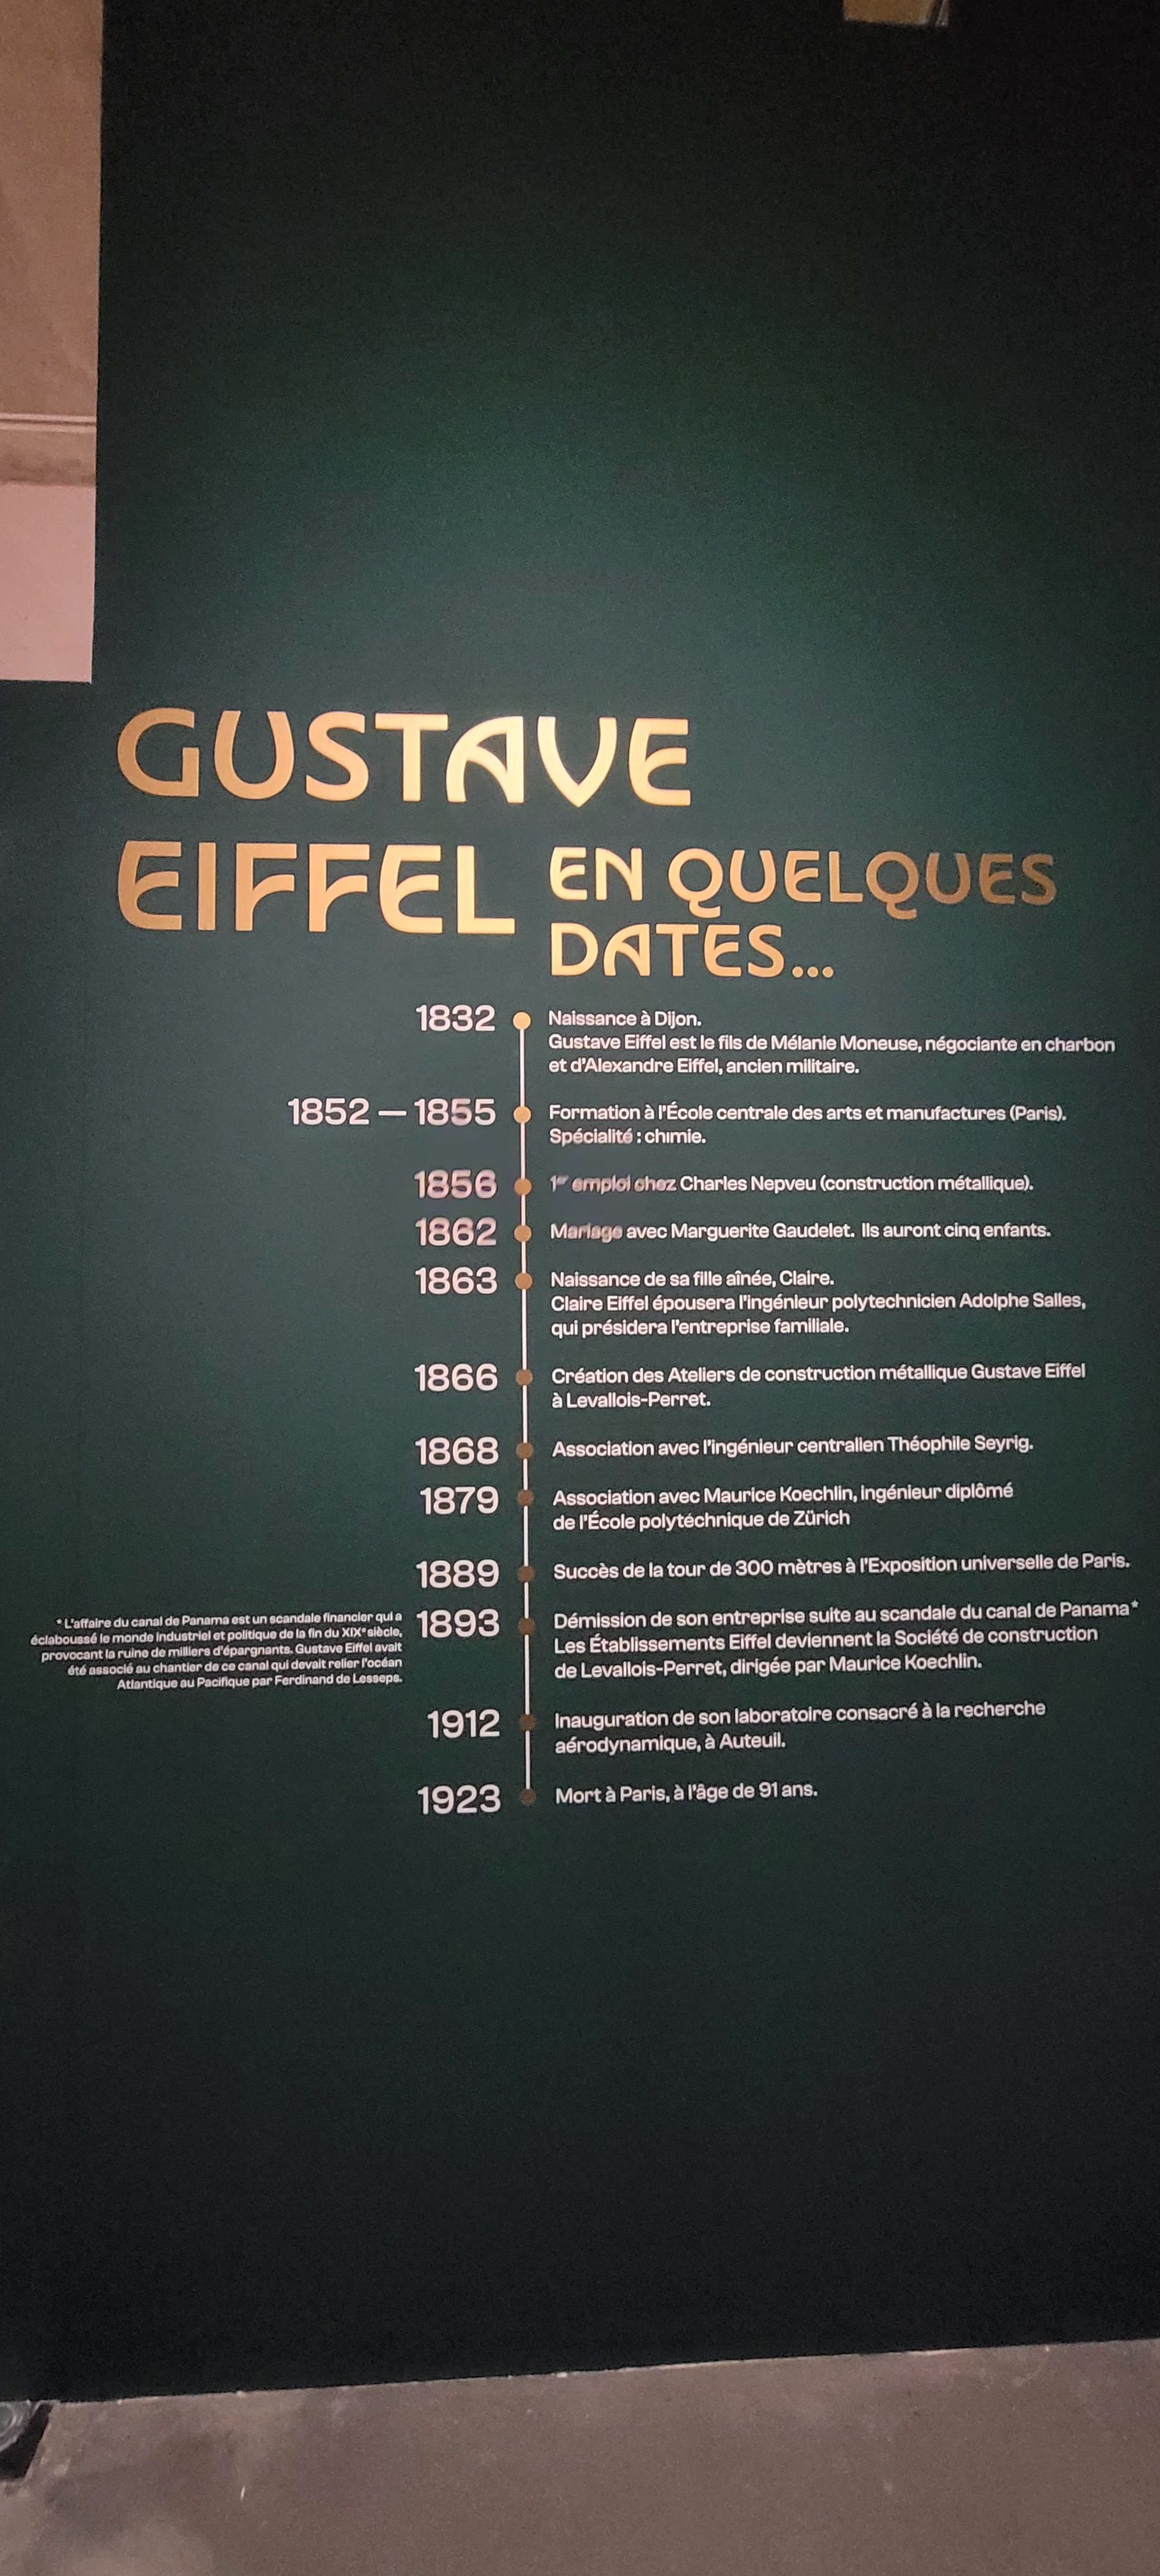 GUSTAVE
EIFFEL EN QUELQUES
DATES...
1832 Naissance à Dijon.
Gustave Eiffel est le fils de Mélanie Moneuse, négociante en charbon
et d'Alexandre Eiffel, ancien militaire.
1852 — 1855 Formation à l'École centrale des arts et manufactures (Paris).
Spécialité : chimie.
1856 1er emploi chez Charles Nepveu (construction métallique).
1862 Mariage avec Marguerite Gaudelet. Ils auront cinq enfants.
1863 Naissance de sa fille aînée, Claire.
Claire Eiffel épousera l'ingénieur polytechnicien Adolphe Salles,
qui présidera l'entreprise familiale.
1866 Création des Ateliers de construction métallique Gustave Eiffel
à Levallois-Perret.
1868 Association avec l'ingénieur centralien Théophile Seyrig.
1879 Association avec Maurice Koechlin, ingénieur diplômé
de l'École polytéchnique de Zürich
1889 Succès de la tour de 300 mètres à l'Exposition universelle de Paris.
1893 Démission de son entreprise suite au scandale du canal de Panama*
Les Établissements Eiffel deviennent la Société de construction
de Levallois-Perret, dirigée par Maurice Koechlin.
* L'affaire du canal de Panama est un scandale financier qui a
éclaboussé le monde industriel et politique de la fin du XIXe siècle,
provocant la ruine de milliers d'épargnants. Gustave Eiffel avait
été associé au chantier de ce canal qui devait relier l'océan
Atlantique au Pacifique par Ferdinand de Lesseps.
1912 Inauguration de son laboratoire consacré à la recherche
aérodynamique, à Auteuil.
1923 Mort à Paris, à l'âge de 91 ans.